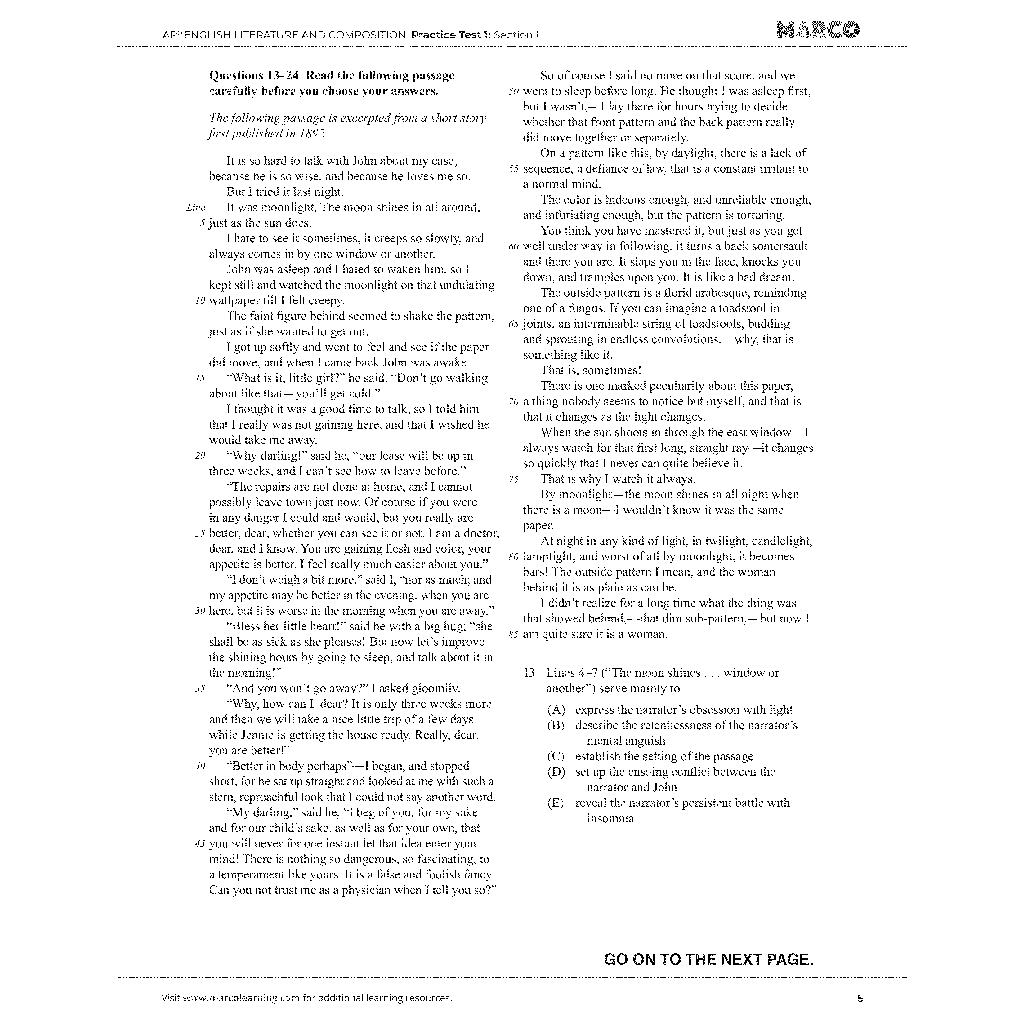 AP® ENGLISH LITERATURE AND COMPOSITION Practice Test 1: Section I
MARCO
Questions 13–24. Read the following passage
carefully before you choose your answers.
The following passage is excerpted from a short story
first published in 1892.
It is so hard to talk with John about my case,
because he is so wise, and because he loves me so.
But I tried it last night.
Line It was moonlight. The moon shines in all around,
5 just as the sun does.
I hate to see it sometimes, it creeps so slowly, and
always comes in by one window or another.
John was asleep and I hated to waken him, so I
kept still and watched the moonlight on that undulating
10 wallpaper till I felt creepy.
The faint figure behind seemed to shake the pattern,
just as if she wanted to get out.
I got up softly and went to feel and see if the paper
did move, and when I came back John was awake.
15 “What is it, little girl?” he said. “Don’t go walking
about like that—you’ll get cold.”
I thought it was a good time to talk, so I told him
that I really was not gaining here, and that I wished he
would take me away.
20 “Why darling!” said he, “our lease will be up in
three weeks, and I can’t see how to leave before.”
“The repairs are not done at home, and I cannot
possibly leave town just now. Of course if you were
in any danger I could and would, but you really are
25 better, dear, whether you can see it or not. I am a doctor,
dear, and I know. You are gaining flesh and color, your
appetite is better. I feel really much easier about you.”
“I don’t weigh a bit more,” said I, “nor as much; and
my appetite may be better in the evening, when you are
30 here, but it is worse in the morning when you are away.”
“Bless her little heart!” said he with a big hug; “she
shall be as sick as she pleases! But now let’s improve
the shining hours by going to sleep, and talk about it in
the morning!”
35 “And you won’t go away?” I asked gloomily.
“Why, how can I, dear? It is only three weeks more
and then we will take a nice little trip of a few days
while Jennie is getting the house ready. Really, dear,
you are better!”
40 “Better in body perhaps”—I began, and stopped
short, for he sat up straight and looked at me with such a
stern, reproachful look that I could not say another word.
“My darling,” said he, “I beg of you, for my sake
and for our child’s sake, as well as for your own, that
45 you will never for one instant let that idea enter your
mind! There is nothing so dangerous, so fascinating, to
a temperament like yours. It is a false and foolish fancy.
Can you not trust me as a physician when I tell you so?”
So of course I said no more on that score, and we
50 went to sleep before long. He thought I was asleep first,
but I wasn’t,—I lay there for hours trying to decide
whether that front pattern and the back pattern really
did move together or separately.
On a pattern like this, by daylight, there is a lack of
55 sequence, a defiance of law, that is a constant irritant to
a normal mind.
The color is hideous enough, and unreliable enough,
and infuriating enough, but the pattern is torturing.
You think you have mastered it, but just as you get
60 well under way in following, it turns a back somersault
and there you are. It slaps you in the face, knocks you
down, and tramples upon you. It is like a bad dream.
The outside pattern is a florid arabesque, reminding
one of a fungus. If you can imagine a toadstool in
65 joints, an interminable string of toadstools, budding
and sprouting in endless convolutions,—why, that is
something like it.
That is, sometimes!
There is one marked peculiarity about this paper,
70 a thing nobody seems to notice but myself, and that is
that it changes as the light changes.
When the sun shoots in through the east window—I
always watch for that first long, straight ray—it changes
so quickly that I never can quite believe it.
75 That is why I watch it always.
By moonlight—the moon shines in all night when
there is a moon—I wouldn’t know it was the same
paper.
At night in any kind of light, in twilight, candlelight,
80 lamplight, and worst of all by moonlight, it becomes
bars! The outside pattern I mean, and the woman
behind it is as plain as can be.
I didn’t realize for a long time what the thing was
that showed behind,—that dim sub-pattern,—but now I
85 am quite sure it is a woman.
13 Lines 4–7 (“The moon shines . . . window or
another”) serve mainly to
(A) express the narrator’s obsession with light
(B) describe the relentlessness of the narrator’s
mental anguish
(C) establish the setting of the passage
(D) set up the ensuing conflict between the
narrator and John
(E) reveal the narrator’s persistent battle with
insomnia
GO ON TO THE NEXT PAGE.
Visit www.marcolearning.com for additional learning resources.
5